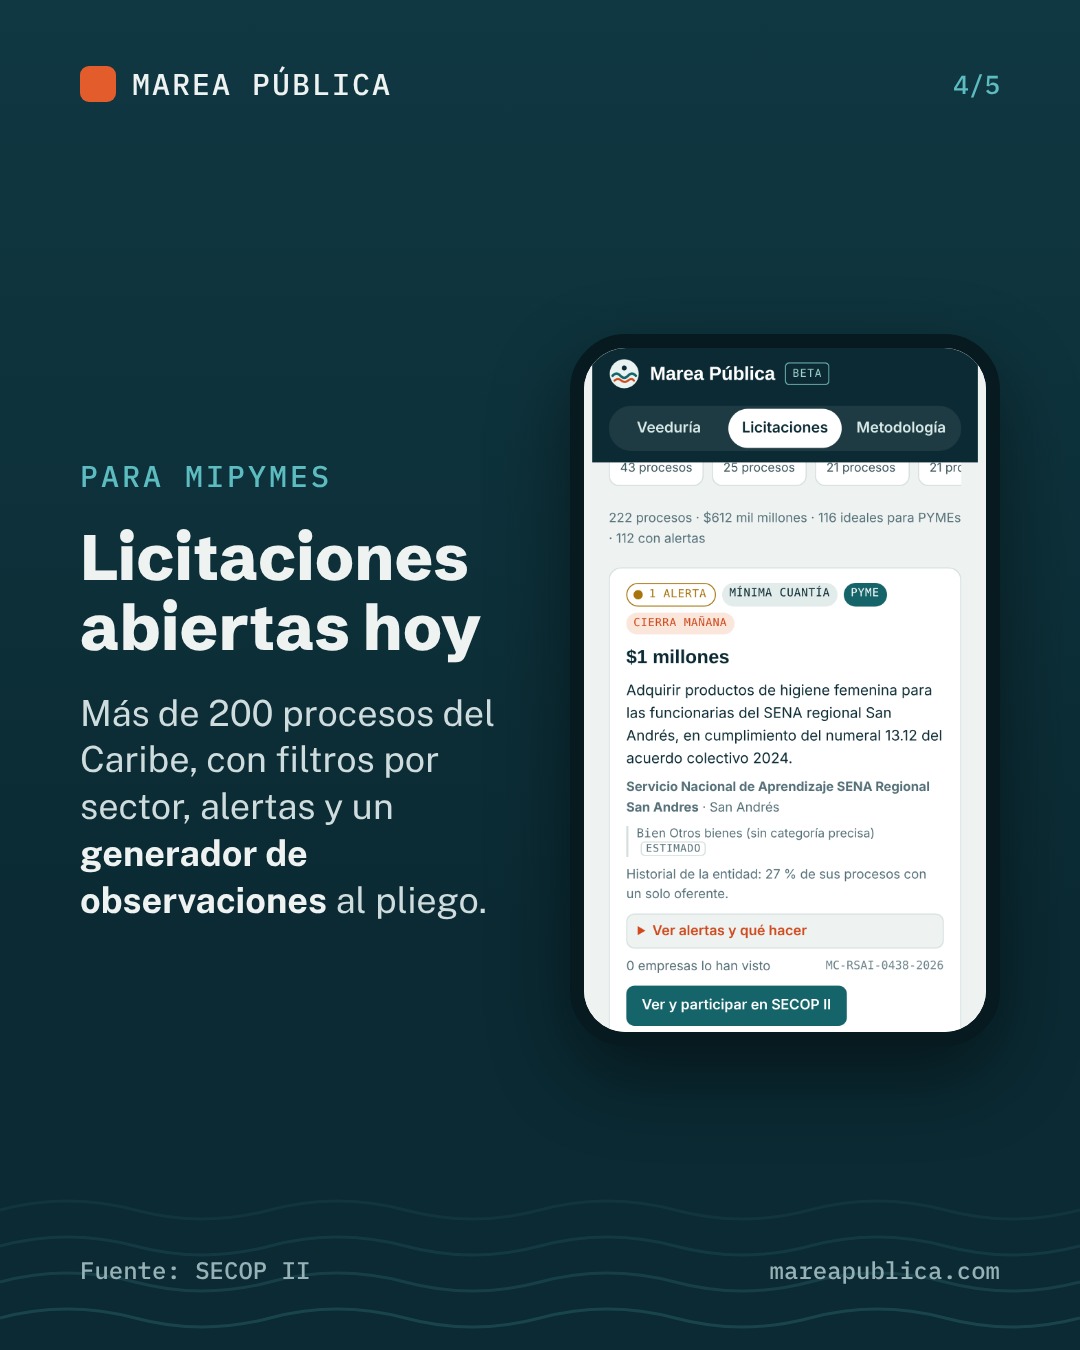 MAREA PÚBLICA
4/5
PARA MIPYMES
Licitaciones
abiertas hoy
Más de 200 procesos del
Caribe, con filtros por
sector, alertas y un
generador de
observaciones al pliego.
Marea Pública BETA
Veeduría Licitaciones Metodología
43 procesos 25 procesos 21 procesos 21 pro
222 procesos · $612 mil millones · 116 ideales para PYMEs
· 112 con alertas
1 ALERTA MÍNIMA CUANTÍA PYME
CIERRA MAÑANA
$1 millones
Adquirir productos de higiene femenina para
las funcionarias del SENA regional San
Andrés, en cumplimiento del numeral 13.12 del
acuerdo colectivo 2024.
Servicio Nacional de Aprendizaje SENA Regional
San Andres · San Andrés
Bien Otros bienes (sin categoría precisa)
ESTIMADO
Historial de la entidad: 27 % de sus procesos con
un solo oferente.
Ver alertas y qué hacer
0 empresas lo han visto MC-RSAI-0438-2026
Ver y participar en SECOP II
Fuente: SECOP II
mareapublica.com